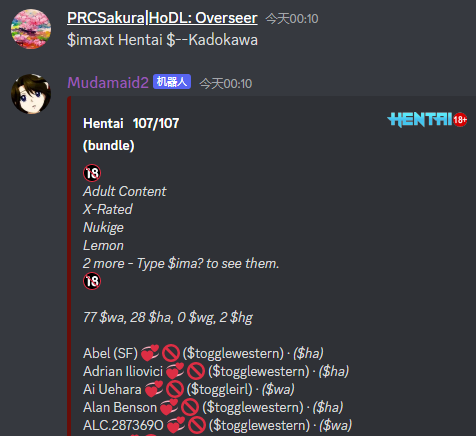 PRCSakura|HoDL: Overseer 今天00:10
$imaxt Hentai $--Kadokawa
Mudamaid2 机器人 今天00:10
Hentai 107/107
HENTAI 18+
(bundle)
18
Adult Content
X-Rated
Nukige
Lemon
2 more - Type $ima? to see them.
18
77 $wa, 28 $ha, 0 $wg, 2 $hg
Abel (SF) 💞🚫 ($togglewestern) · ($ha)
Adrian Iliovici 💞🚫 ($togglewestern) · ($ha)
Ai Uehara 💞🚫 ($toggleirl) · ($wa)
Alan Benson 💞🚫 ($togglewestern) · ($ha)
ALC.287369O 💞🚫 ($togglewestern) · ($wa)